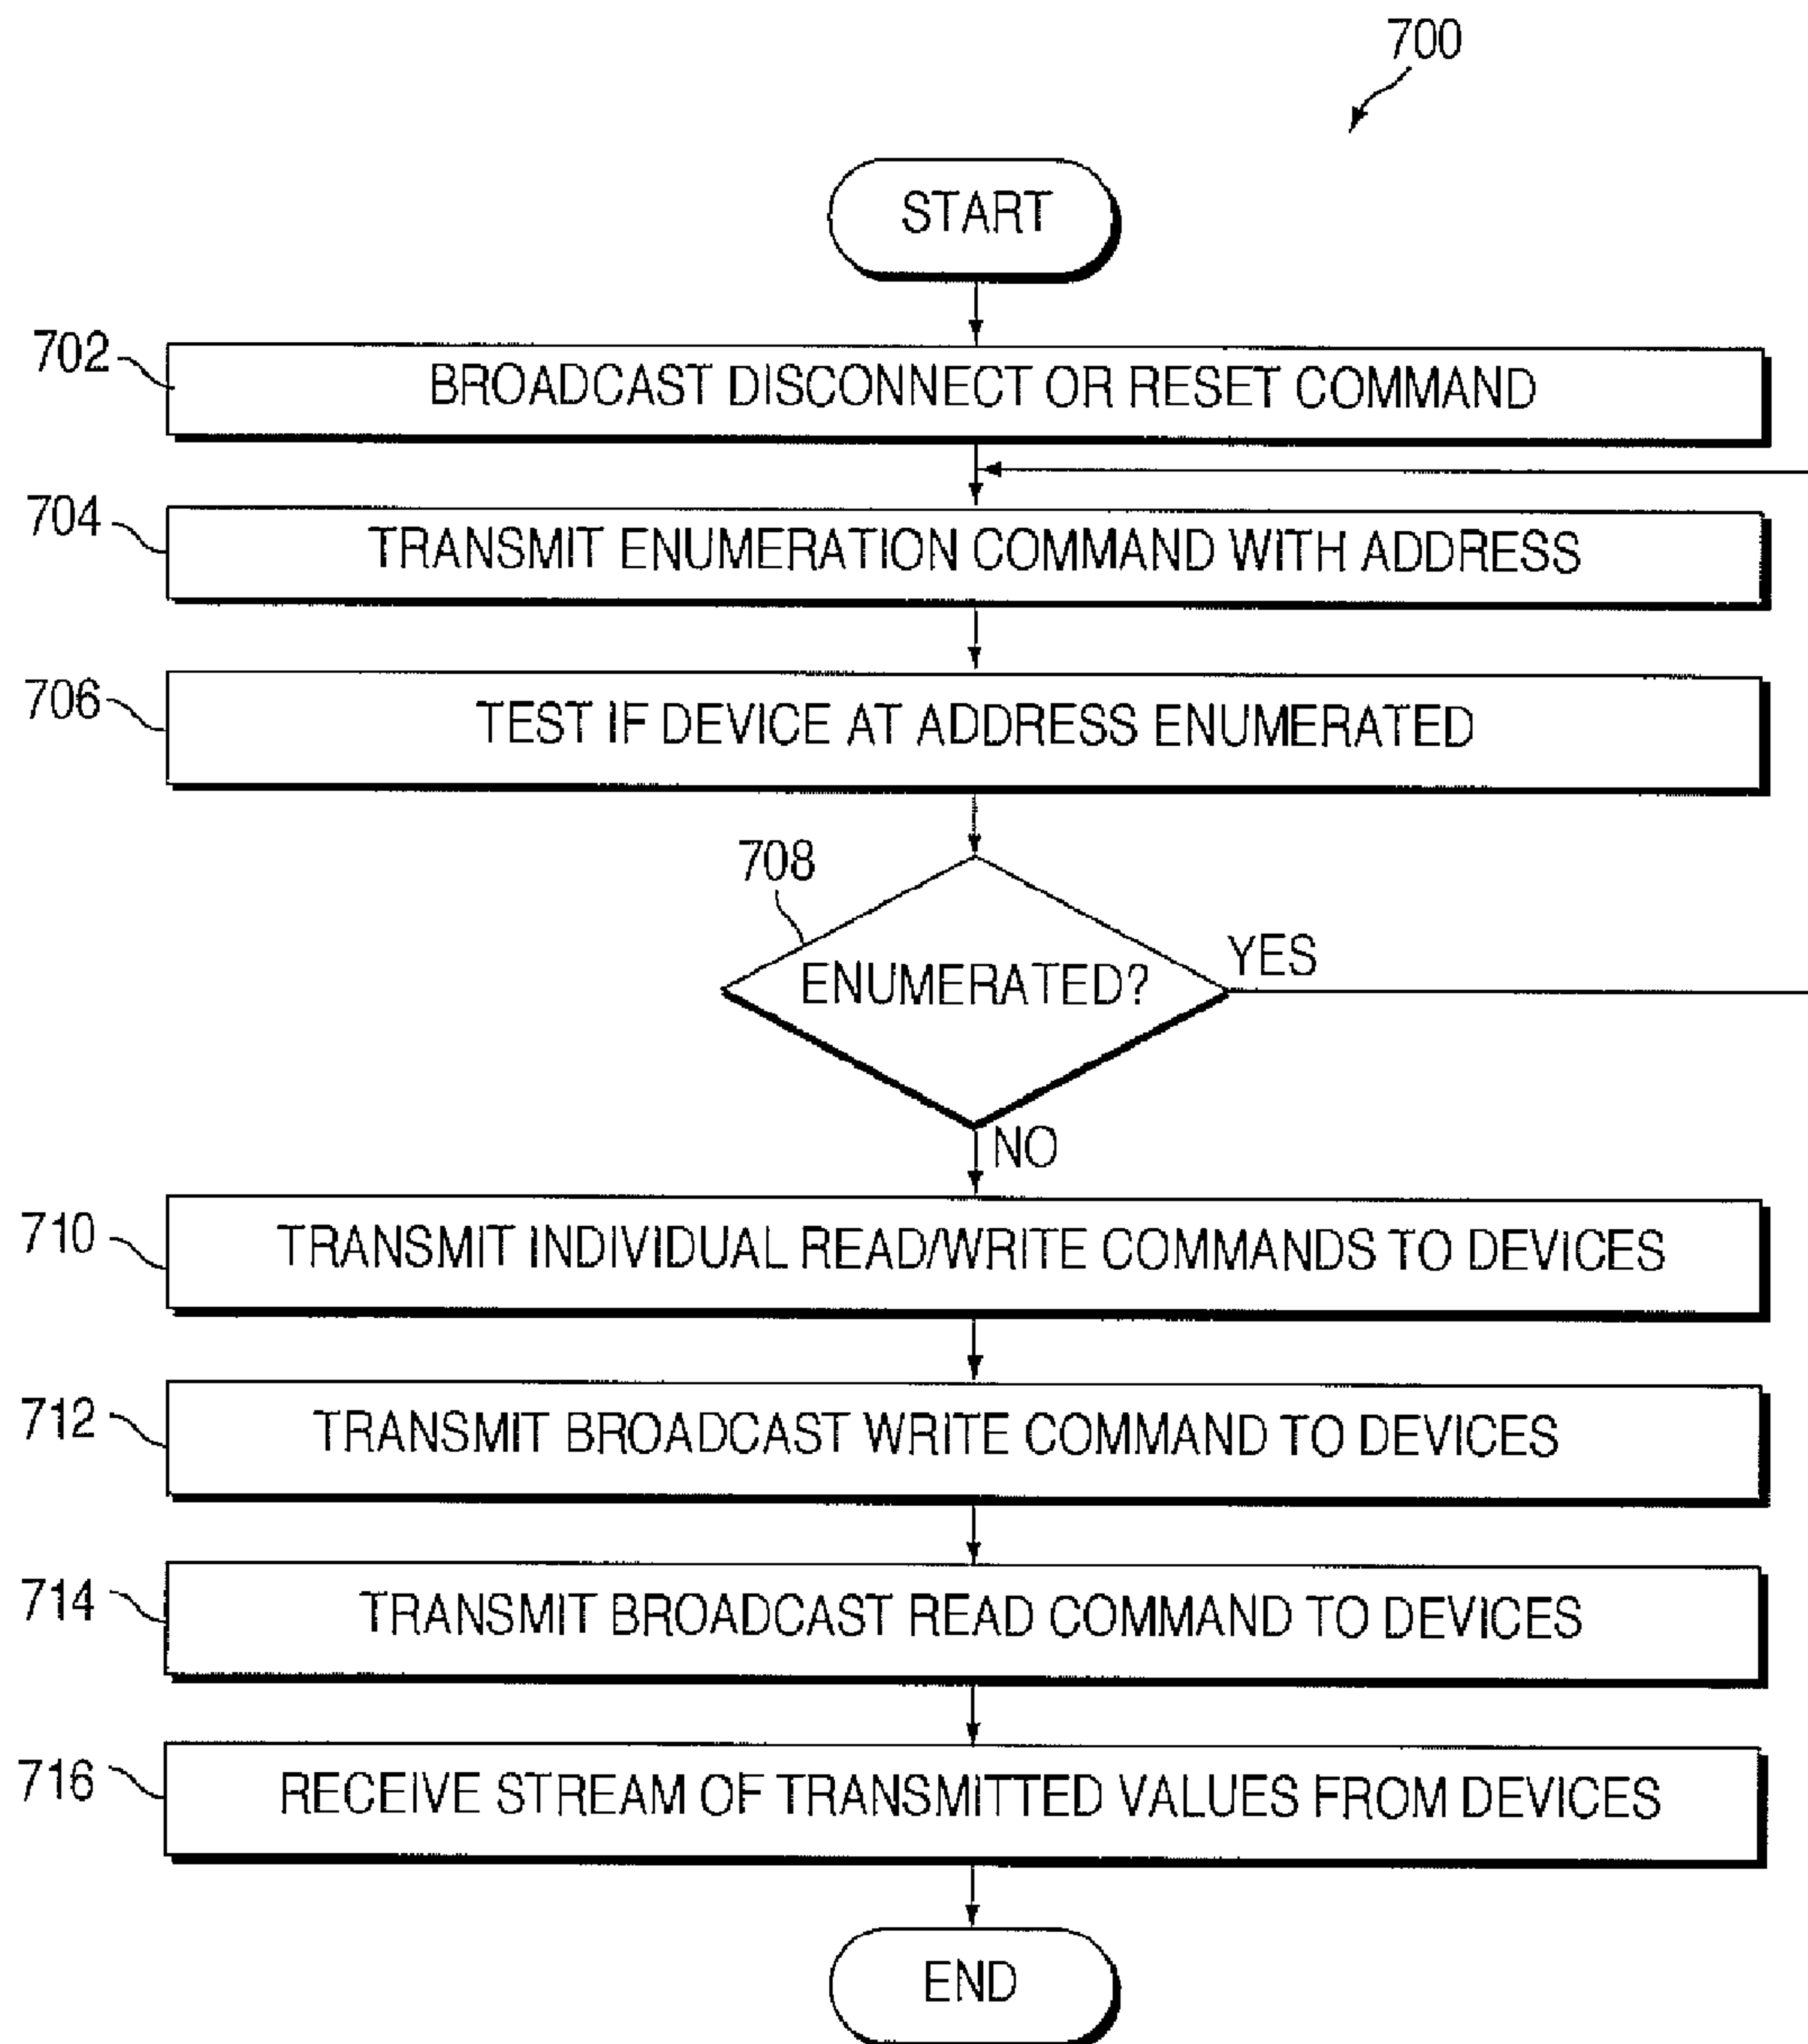 700
START
702
BROADCAST DISCONNECT OR RESET COMMAND
704
TRANSMIT ENUMERATION COMMAND WITH ADDRESS
706
TEST IF DEVICE AT ADDRESS ENUMERATED
708
ENUMERATED?
YES
NO
710
TRANSMIT INDIVIDUAL READ/WRITE COMMANDS TO DEVICES
712
TRANSMIT BROADCAST WRITE COMMAND TO DEVICES
714
TRANSMIT BROADCAST READ COMMAND TO DEVICES
716
RECEIVE STREAM OF TRANSMITTED VALUES FROM DEVICES
END